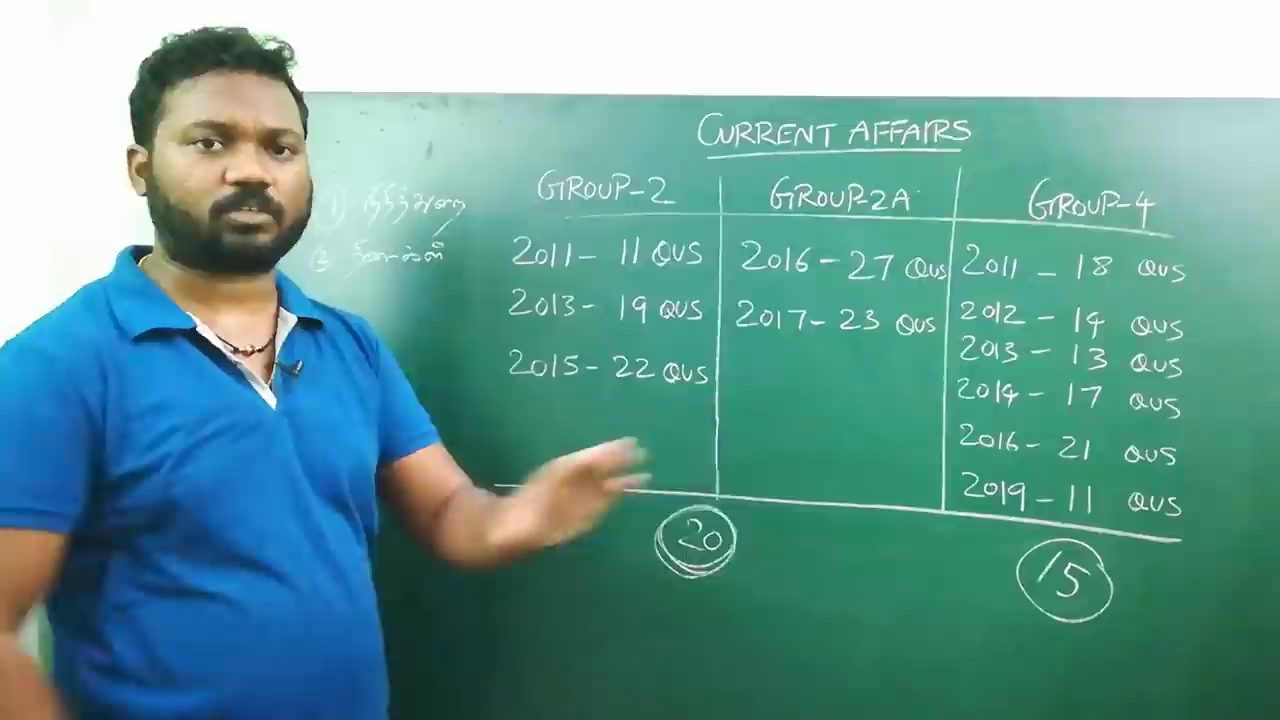 CURRENT AFFAIRS
GROUP-2
2011 - 11 QUS
2013 - 19 QUS
2015 - 22 QUS
GROUP-2A
2016 - 27 QUS
2017 - 23 QUS
GROUP-4
2011 - 18 QUS
2012 - 14 QUS
2013 - 13 QUS
2014 - 17 QUS
2016 - 21 QUS
2019 - 11 QUS
20
15
1)